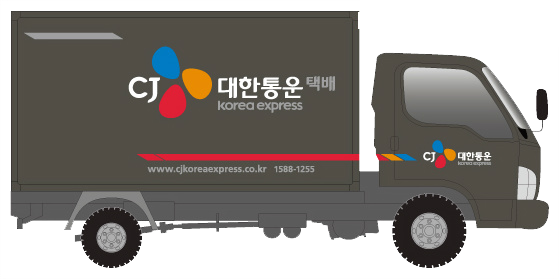 CJ 대한통운 택배
korea express
www.cjkoreaexpress.co.kr 1588-1255
CJ 대한통운
korea express